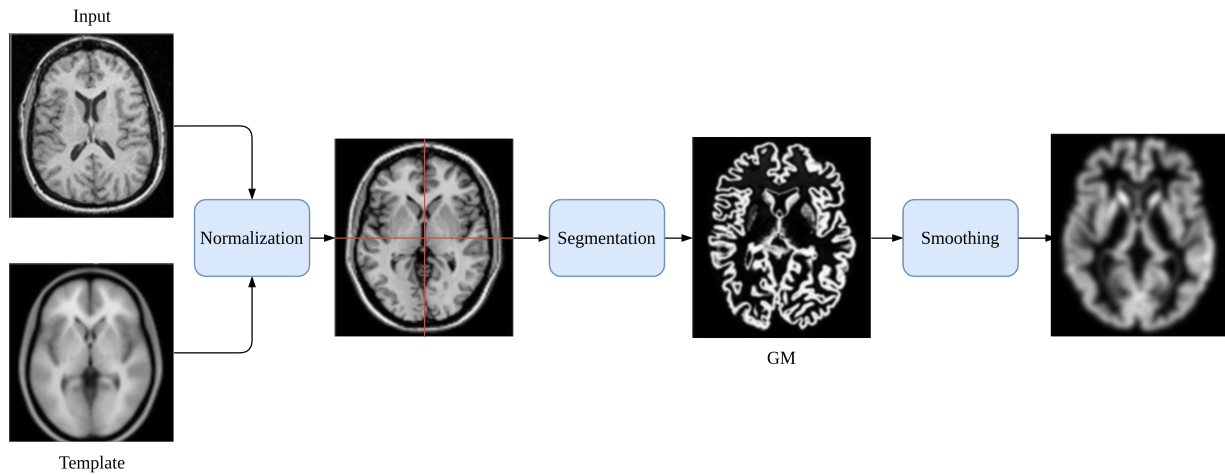 Input
Normalization
Segmentation
Smoothing
GM
Template